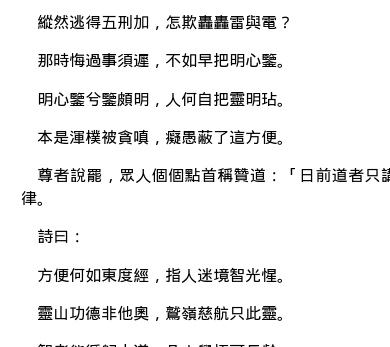 縱然逃得五刑加，怎欺轟轟雷與電？
那時悔過事須遲，不如早把明心鑒。
明心鑒兮鑒頗明，人何自把靈明玷。
本是渾樸被貪嗔，癡愚蔽了這方便。
尊者說罷，眾人個個點首稱贊道：「日前道者只講
律。
詩曰：
方便何如東度經，指人迷境智光惺。
靈山功德非他奧，鷲嶺慈航只此靈。